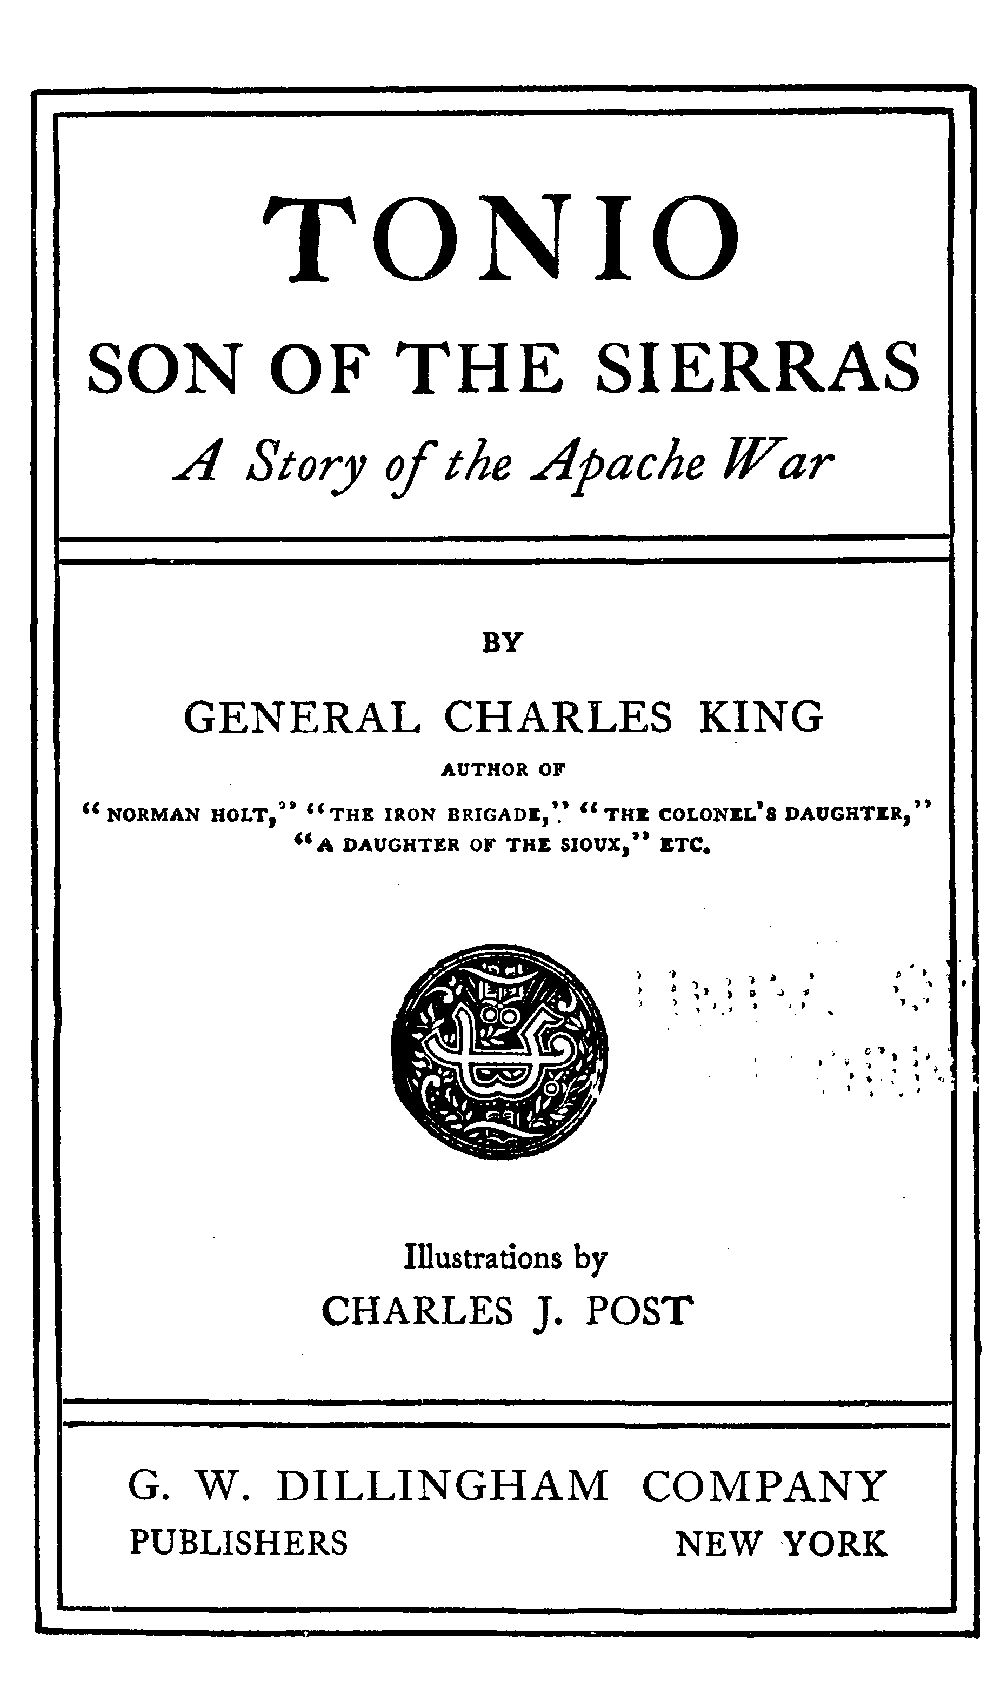 TONIO
SON OF THE SIERRAS
A Story of the Apache War
BY
GENERAL CHARLES KING
AUTHOR OF
"NORMAN HOLT," "THE IRON BRIGADE," "THE COLONEL'S DAUGHTER,"
"A DAUGHTER OF THE SIOUX," ETC.
Illustrations by
CHARLES J. POST
G. W. DILLINGHAM COMPANY
PUBLISHERS NEW YORK